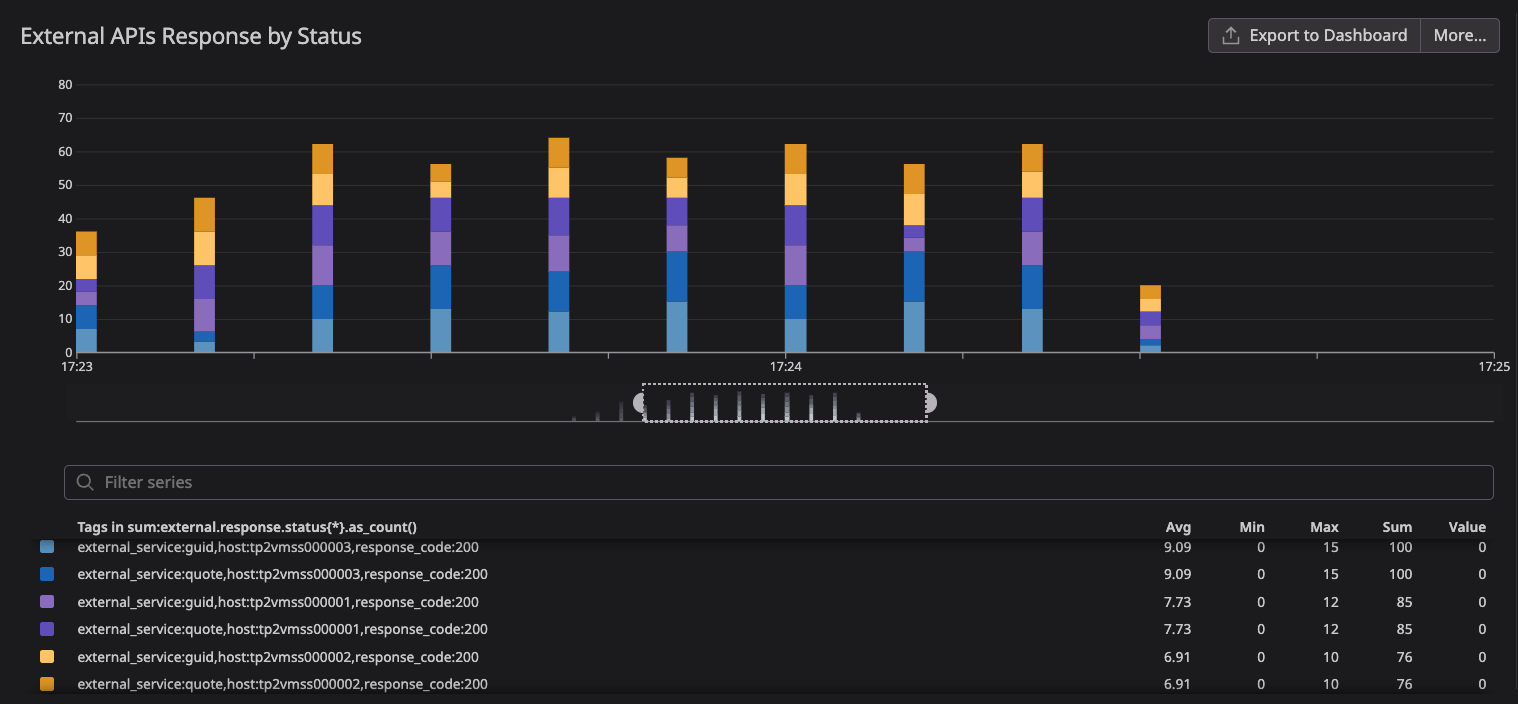 External APIs Response by Status
Export to Dashboard More...
80
70
60
50
40
30
20
10
0
17:23 17:24 17:25
Filter series
Tags in sum:external.response.status{*}.as_count() Avg Min Max Sum Value
external_service:guid,host:tp2vmss000003,response_code:200 9.09 0 15 100 0
external_service:quote,host:tp2vmss000003,response_code:200 9.09 0 15 100 0
external_service:guid,host:tp2vmss000001,response_code:200 7.73 0 12 85 0
external_service:quote,host:tp2vmss000001,response_code:200 7.73 0 12 85 0
external_service:guid,host:tp2vmss000002,response_code:200 6.91 0 10 76 0
external_service:quote,host:tp2vmss000002,response_code:200 6.91 0 10 76 0